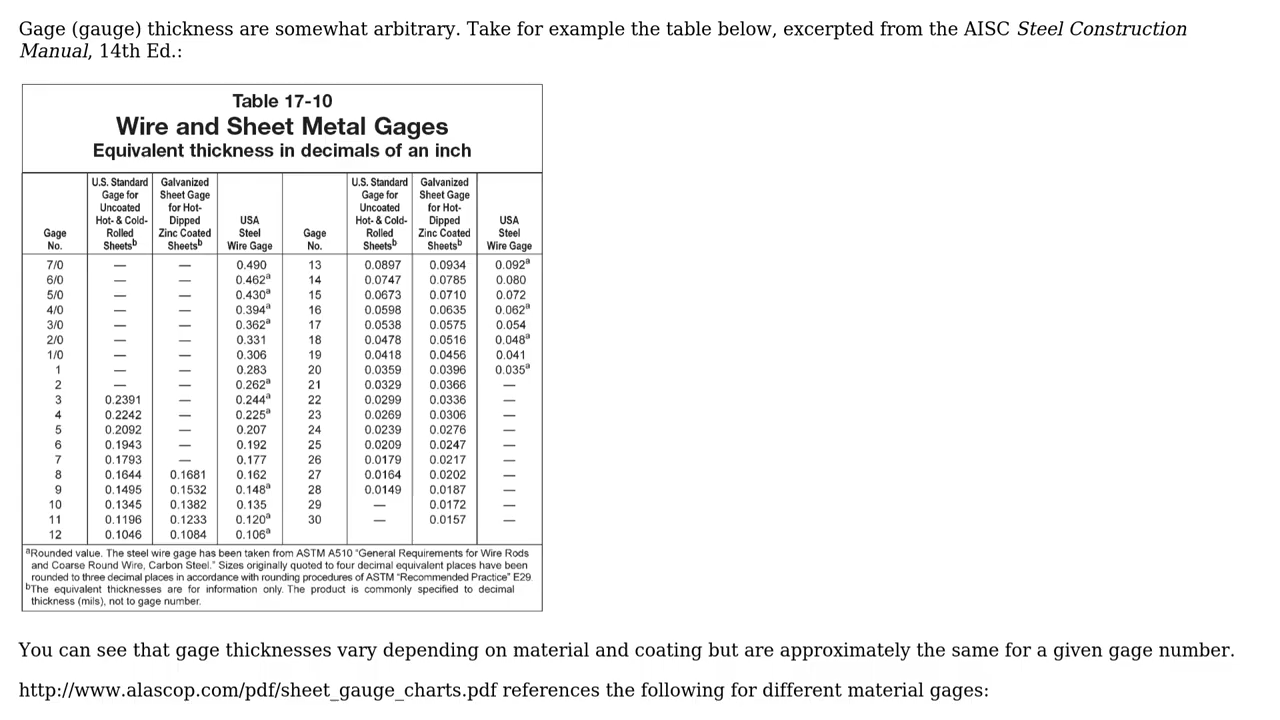 Gage (gauge) thickness are somewhat arbitrary. Take for example the table below, excerpted from the AISC Steel Construction
Manual, 14th Ed.:
Table 17-10
Wire and Sheet Metal Gages
Equivalent thickness in decimals of an inch
Gage No. | U.S. Standard Gage for Uncoated Hot- & Cold-Rolled Sheetsᵇ | Galvanized Sheet Gage for Hot-Dipped Zinc Coated Sheetsᵇ | USA Steel Wire Gage | Gage No. | U.S. Standard Gage for Uncoated Hot- & Cold-Rolled Sheetsᵇ | Galvanized Sheet Gage for Hot-Dipped Zinc Coated Sheetsᵇ | USA Steel Wire Gage
7/0 — — 0.490 13 0.0897 0.0934 0.092ᵃ
6/0 — — 0.462ᵃ 14 0.0747 0.0785 0.080
5/0 — — 0.430ᵃ 15 0.0673 0.0710 0.072
4/0 — — 0.394ᵃ 16 0.0598 0.0635 0.062ᵃ
3/0 — — 0.362ᵃ 17 0.0538 0.0575 0.054
2/0 — — 0.331 18 0.0478 0.0516 0.048ᵃ
1/0 — — 0.306 19 0.0418 0.0456 0.041
1 — — 0.283 20 0.0359 0.0396 0.035ᵃ
2 — — 0.262ᵃ 21 0.0329 0.0366 —
3 0.2391 — 0.244ᵃ 22 0.0299 0.0336 —
4 0.2242 — 0.225ᵃ 23 0.0269 0.0306 —
5 0.2092 — 0.207 24 0.0239 0.0276 —
6 0.1943 — 0.192 25 0.0209 0.0247 —
7 0.1793 — 0.177 26 0.0179 0.0217 —
8 0.1644 0.1681 0.162 27 0.0164 0.0202 —
9 0.1495 0.1532 0.148ᵃ 28 0.0149 0.0187 —
10 0.1345 0.1382 0.135 29 — 0.0172 —
11 0.1196 0.1233 0.120ᵃ 30 — 0.0157 —
12 0.1046 0.1084 0.106ᵃ
ᵃRounded value. The steel wire gage has been taken from ASTM A510 "General Requirements for Wire Rods
and Coarse Round Wire, Carbon Steel." Sizes originally quoted to four decimal equivalent places have been
rounded to three decimal places in accordance with rounding procedures of ASTM "Recommended Practice" E29.
ᵇThe equivalent thicknesses are for information only. The product is commonly specified to decimal
thickness (mils), not to gage number.
You can see that gage thicknesses vary depending on material and coating but are approximately the same for a given gage number.
http://www.alascop.com/pdf/sheet_gauge_charts.pdf references the following for different material gages: